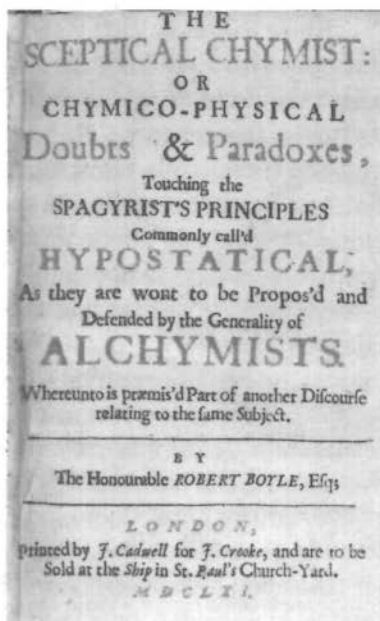 THE
SCEPTICAL CHYMIST:
OR
CHYMICO-PHYSICAL
Doubts & Paradoxes,
Touching the
SPAGYRIST'S PRINCIPLES
Commonly call'd
HYPOSTATICAL,
As they are wont to be Propos'd and
Defended by the Generality of
ALCHYMISTS.
Whereunto is præmis'd Part of another Diſcourſe
relating to the ſame Subject.
BY
The Honourable ROBERT BOYLE, Eſq;
LONDON,
Printed by J. Cadwell for J. Crooke, and are to be
Sold at the Ship in St. Paul's Church-Yard.
MDCLXI.